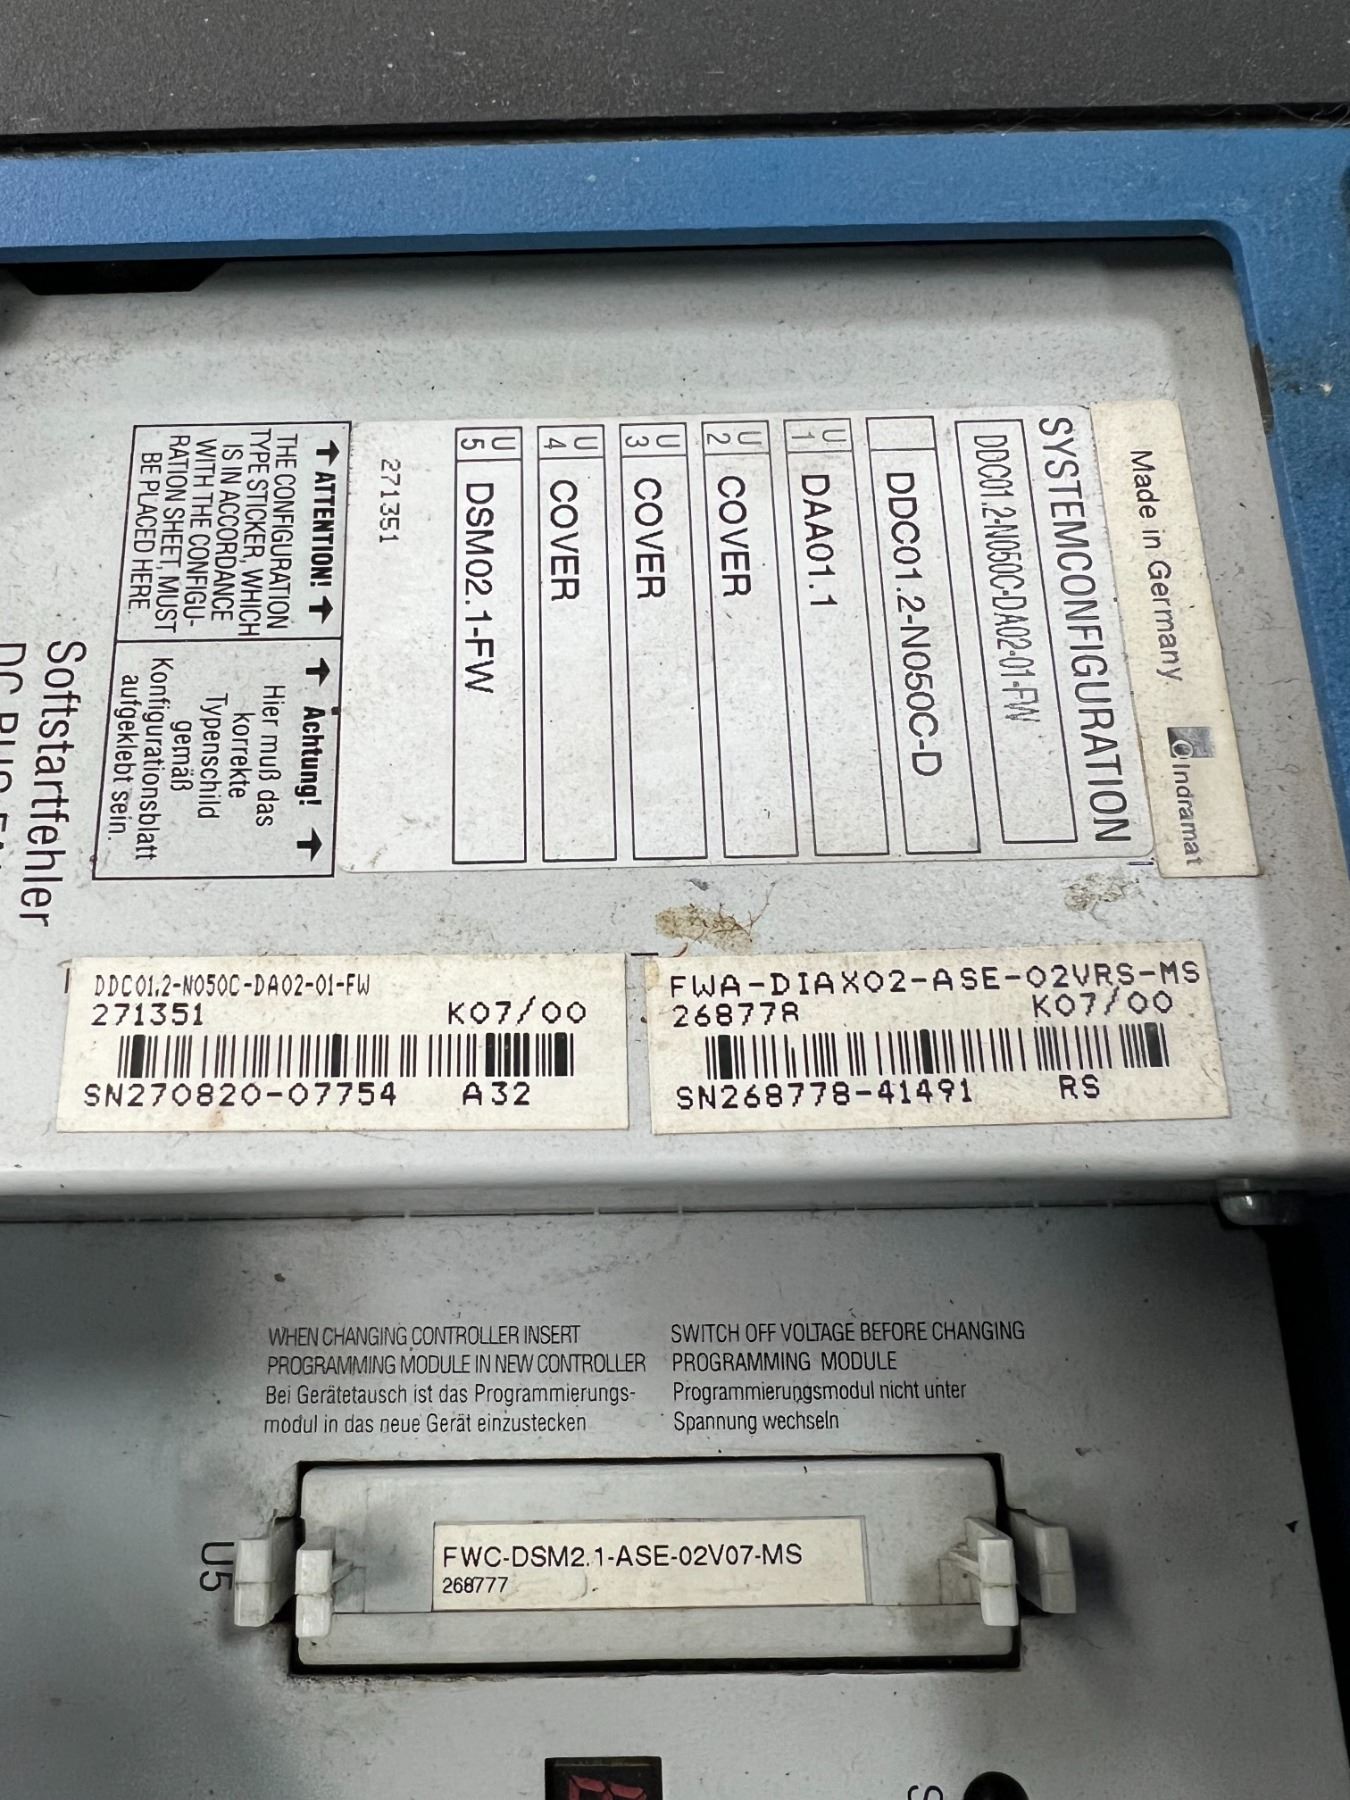 Made in Germany Indramat
SYSTEMCONFIGURATION
DDC01.2-N050C-DA02-01-FW
DDC01.2-N050C-D
U 1 DAA01.1
U 2 COVER
U 3 COVER
U 4 COVER
U 5 DSM02.1-FW
271351
↑ ATTENTION! ↑
THE CONFIGURATION
TYPE STICKER, WHICH
IS IN ACCORDANCE
WITH THE CONFIGU-
RATION SHEET, MUST
BE PLACED HERE.
↑ Achtung! ↑
Hier muß das
korrekte
Typenschild
gemäß
Konfigurationsblatt
aufgeklebt sein.
Softstartfehler
DDC01.2-N050C-DA02-01-FW
271351 K07/00
SN270820-07754 A32
FWA-DIAX02-ASE-02VRS-MS
268778 K07/00
SN268778-41491 RS
WHEN CHANGING CONTROLLER INSERT
PROGRAMMING MODULE IN NEW CONTROLLER
Bei Gerätetausch ist das Programmierungs-
modul in das neue Gerät einzustecken
SWITCH OFF VOLTAGE BEFORE CHANGING
PROGRAMMING MODULE
Programmierungsmodul nicht unter
Spannung wechseln
U5
FWC-DSM2.1-ASE-02V07-MS
268777